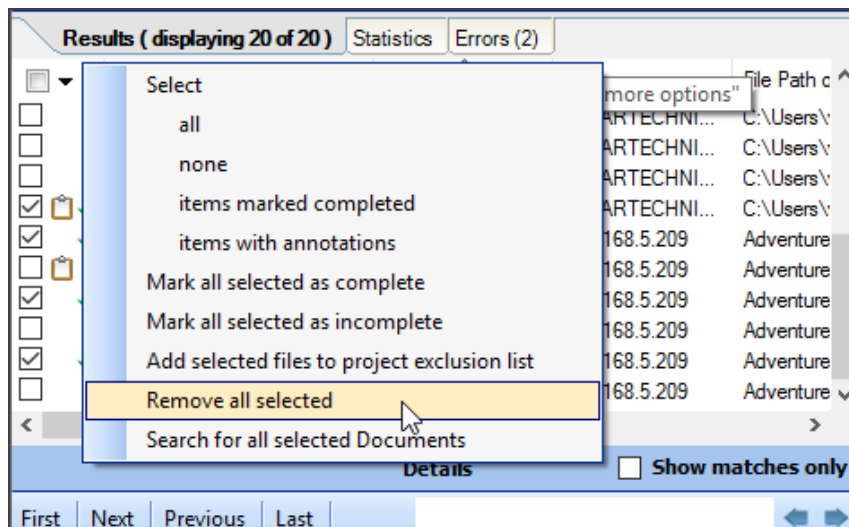 Results ( displaying 20 of 20 ) Statistics Errors (2)
File Path o
more options"
Select
all
none
items marked completed
items with annotations
Mark all selected as complete
Mark all selected as incomplete
Add selected files to project exclusion list
Remove all selected
Search for all selected Documents
ARTECHNI... C:\Users\
ARTECHNI... C:\Users\
ARTECHNI... C:\Users\
ARTECHNI... C:\Users\
168.5.209 Adventure
168.5.209 Adventure
168.5.209 Adventure
168.5.209 Adventure
168.5.209 Adventure
168.5.209 Adventure
Details Show matches only
First Next Previous Last